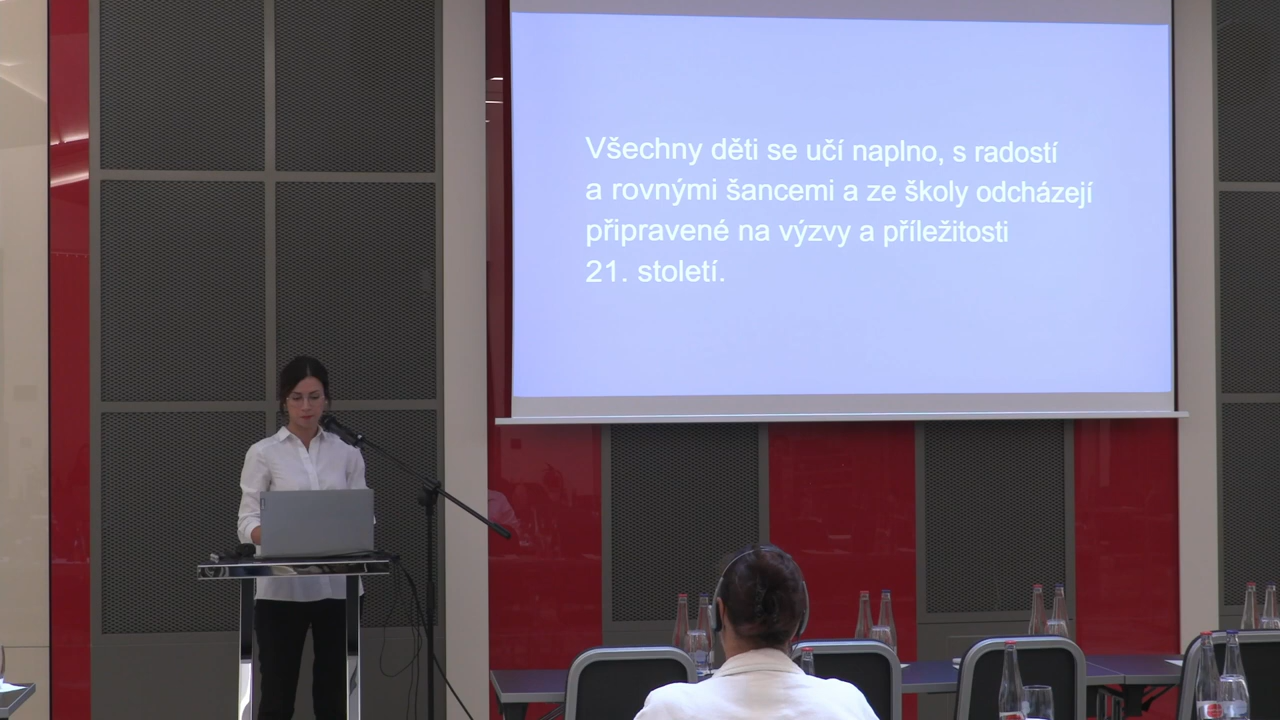 Všechny děti se učí naplno, s radostí
a rovnými šancemi a ze školy odcházejí
připravené na výzvy a příležitosti
21. století.